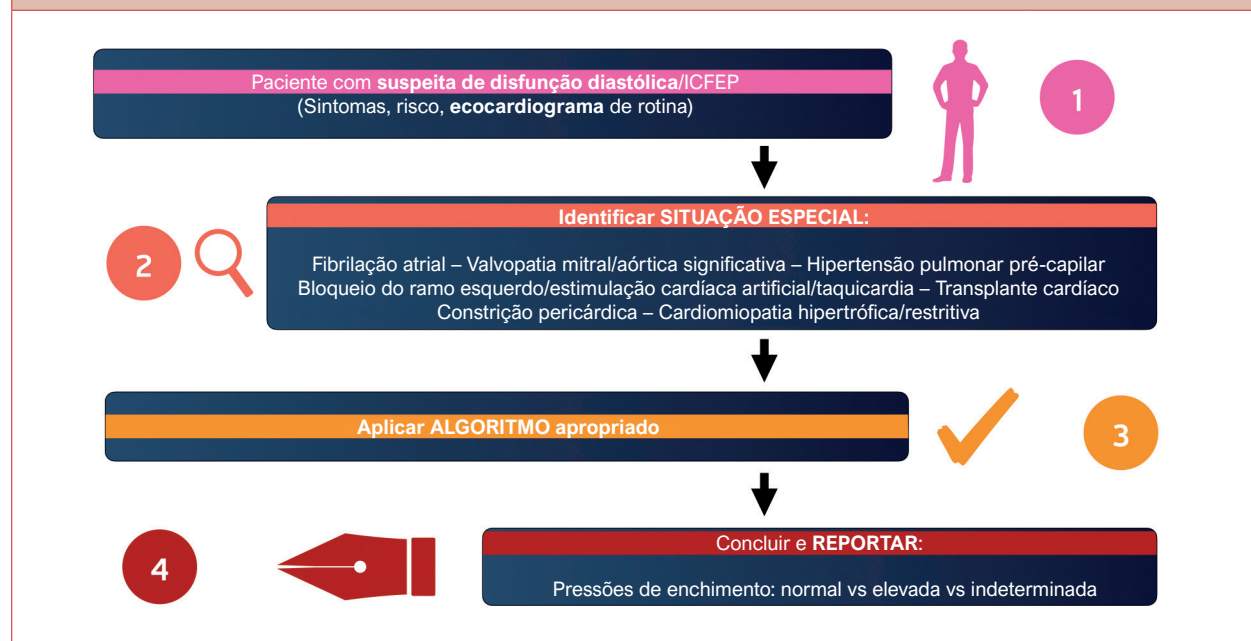 Paciente com suspeita de disfunção diastólica/ICFEP
(Sintomas, risco, ecocardiograma de rotina)
1
Identificar SITUAÇÃO ESPECIAL:
2
Fibrilação atrial – Valvopatia mitral/aórtica significativa – Hipertensão pulmonar pré-capilar
Bloqueio do ramo esquerdo/estimulação cardíaca artificial/taquicardia – Transplante cardíaco
Constrição pericárdica – Cardiomiopatia hipertrófica/restritiva
Aplicar ALGORITMO apropriado
3
Concluir e REPORTAR:
4
Pressões de enchimento: normal vs elevada vs indeterminada